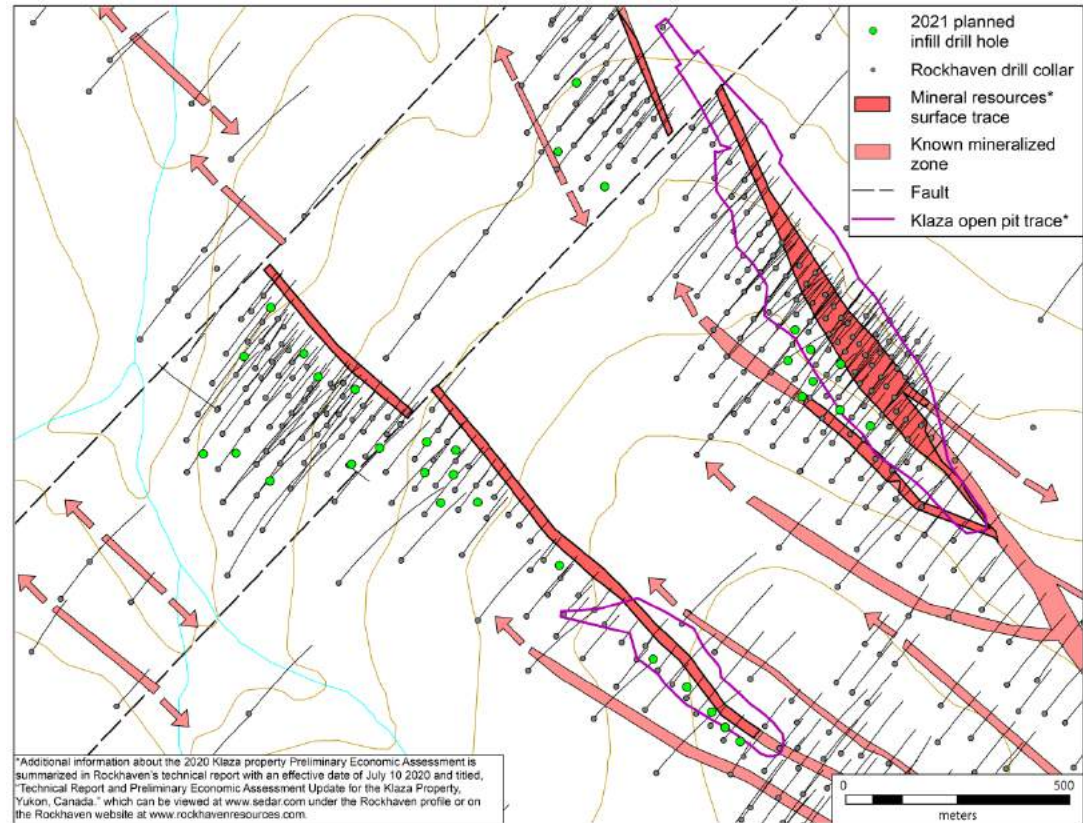 2021 planned
infill drill hole
Rockhaven drill collar
Mineral resources*
surface trace
Known mineralized
zone
Fault
Klaza open pit trace*
*Additional information about the 2020 Klaza property Preliminary Economic Assessment is
summarized in Rockhaven's technical report with an effective date of July 10 2020 and titled,
"Technical Report and Preliminary Economic Assessment Update for the Klaza Property,
Yukon, Canada." which can be viewed at www.sedar.com under the Rockhaven profile or on
the Rockhaven website at www.rockhavenresources.com.
0 500
meters